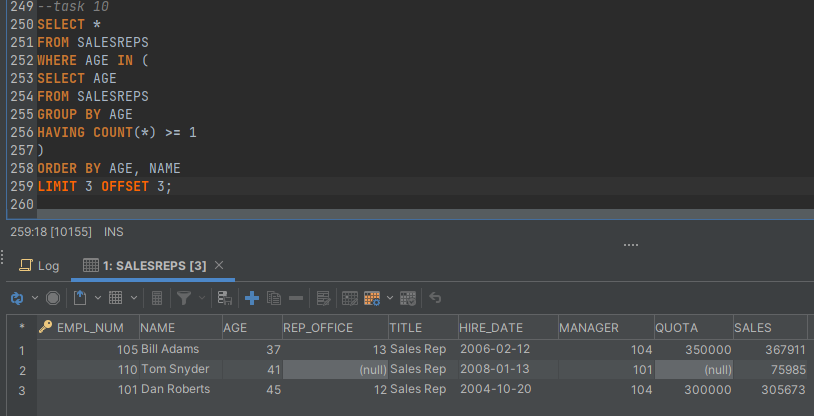 249 --task 10
250 SELECT *
251 FROM SALESREPS
252 WHERE AGE IN (
253 SELECT AGE
254 FROM SALESREPS
255 GROUP BY AGE
256 HAVING COUNT(*) >= 1
257 )
258 ORDER BY AGE, NAME
259 LIMIT 3 OFFSET 3;
260
259:18 [10155] INS
Log 1: SALESREPS [3]
* EMPL_NUM NAME AGE REP_OFFICE TITLE HIRE_DATE MANAGER QUOTA SALES
1 105 Bill Adams 37 13 Sales Rep 2006-02-12 104 350000 367911
2 110 Tom Snyder 41 (null) Sales Rep 2008-01-13 101 (null) 75985
3 101 Dan Roberts 45 12 Sales Rep 2004-10-20 104 300000 305673